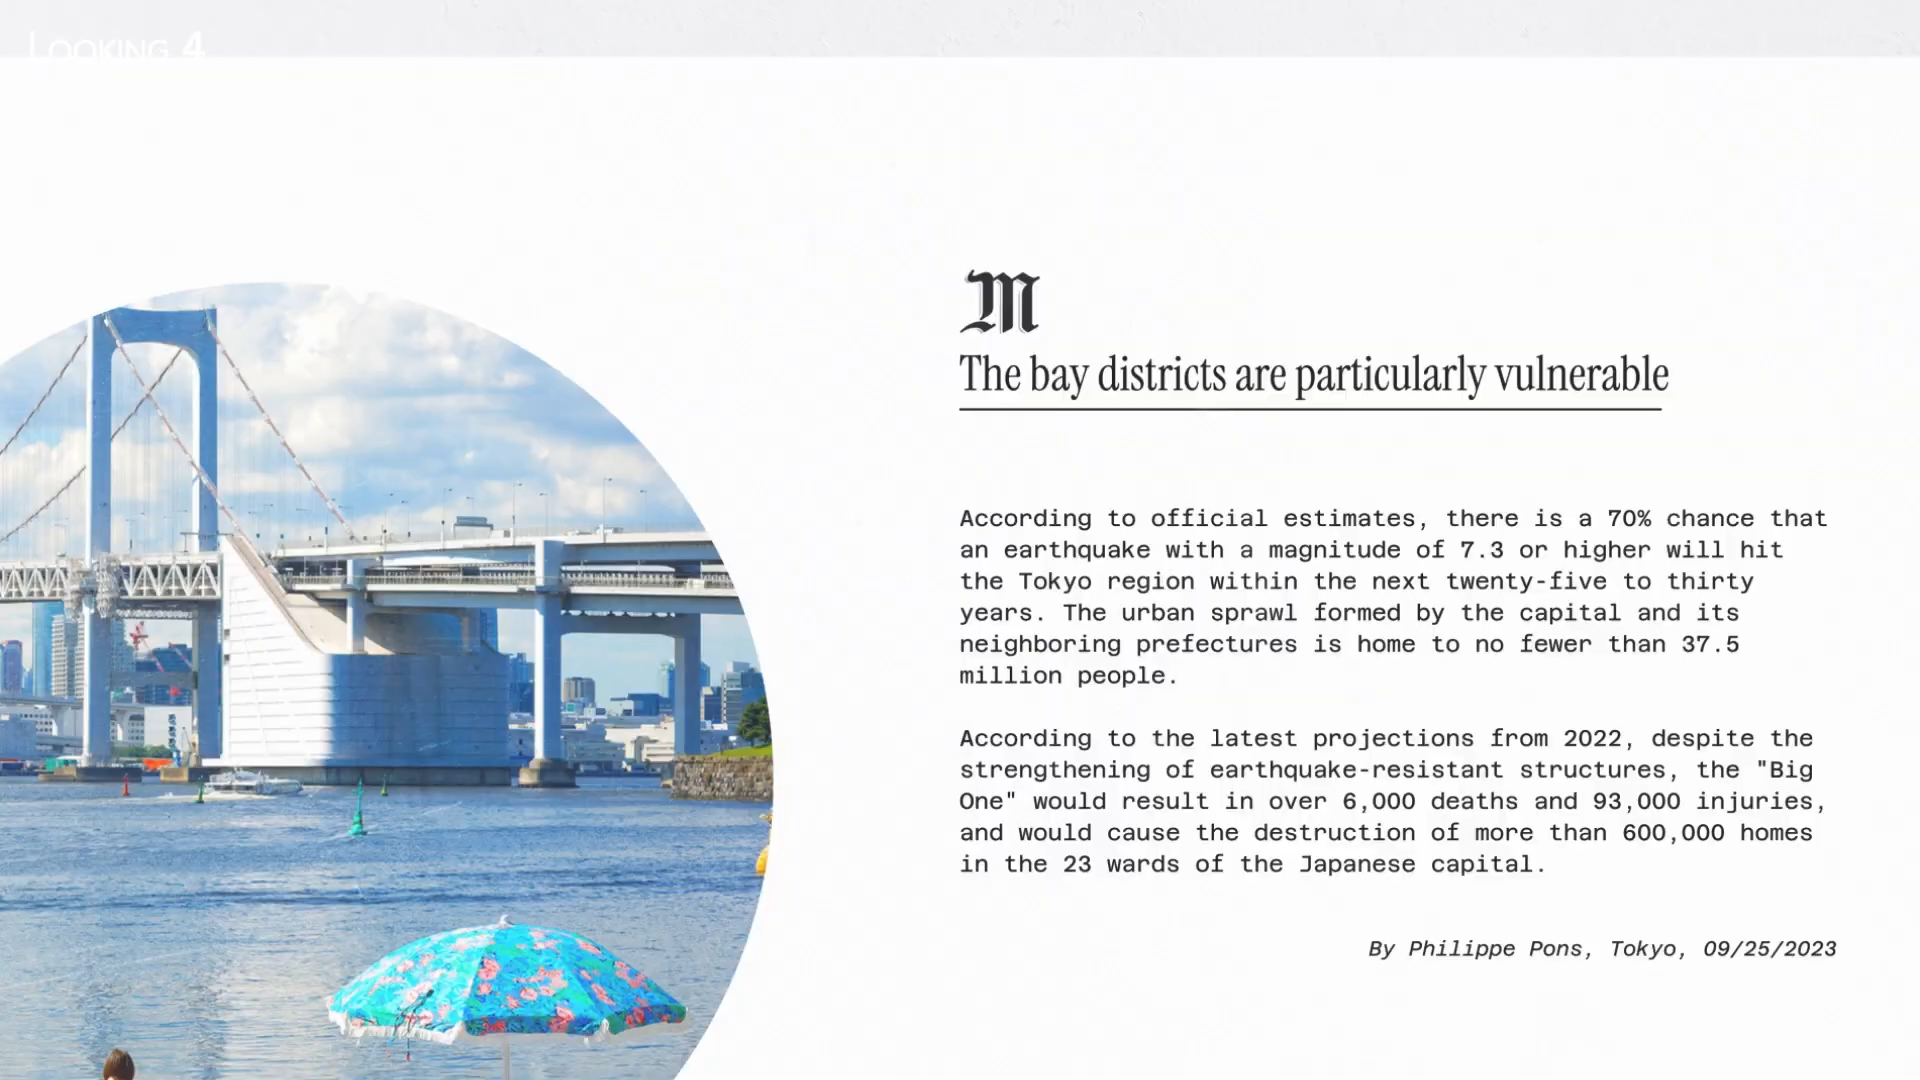 LOOKING 4
M
The bay districts are particularly vulnerable
According to official estimates, there is a 70% chance that
an earthquake with a magnitude of 7.3 or higher will hit
the Tokyo region within the next twenty-five to thirty
years. The urban sprawl formed by the capital and its
neighboring prefectures is home to no fewer than 37.5
million people.
According to the latest projections from 2022, despite the
strengthening of earthquake-resistant structures, the "Big
One" would result in over 6,000 deaths and 93,000 injuries,
and would cause the destruction of more than 600,000 homes
in the 23 wards of the Japanese capital.
By Philippe Pons, Tokyo, 09/25/2023